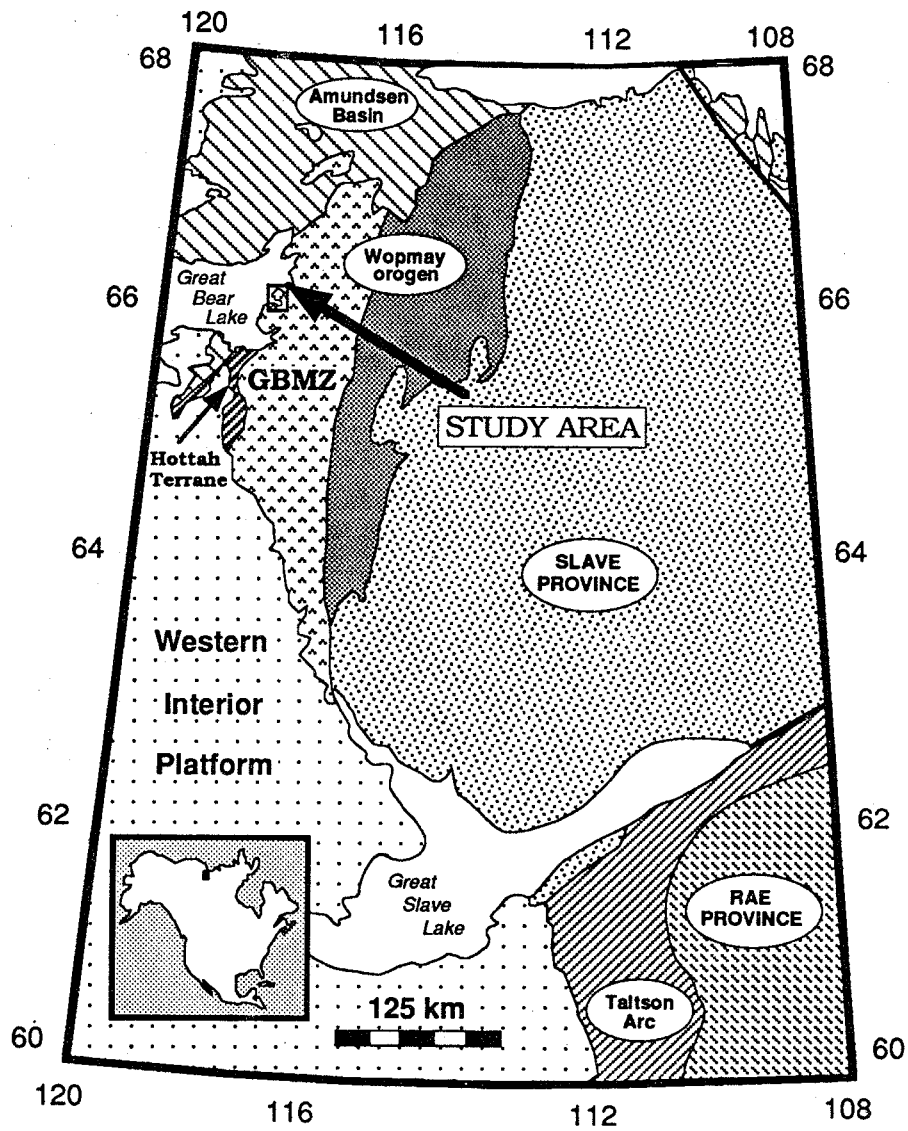 120
116
112
108
68
68
Amundsen
Basin
Wopmay
orogen
Great
Bear
Lake
66
66
GBMZ
STUDY AREA
Hottah
Terrane
64
64
SLAVE
PROVINCE
Western
Interior
Platform
62
62
Great
Slave
Lake
RAE
PROVINCE
125 km
Taltson
Arc
60
60
120
116
112
108